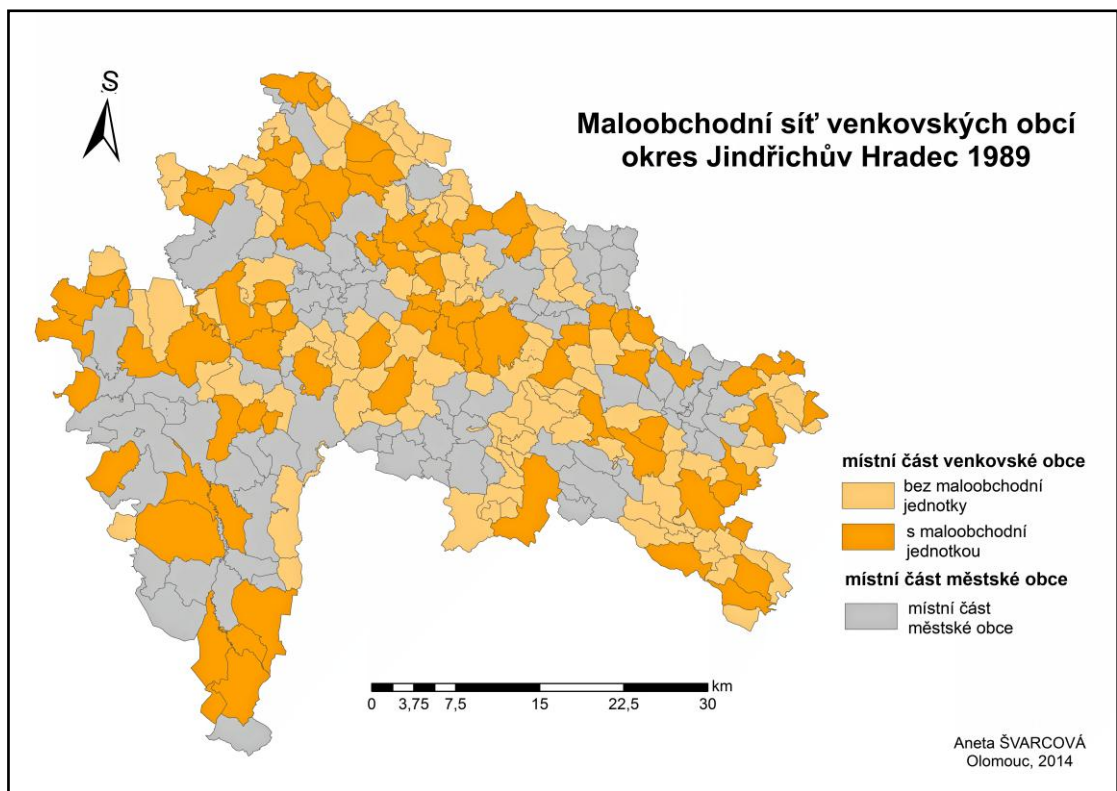 S
Maloobchodní síť venkovských obcí
okres Jindřichův Hradec 1989
místní část venkovské obce
bez maloobchodní
jednotky
s maloobchodní
jednotkou
místní část městské obce
místní část
městské obce
km
0 3,75 7,5 15 22,5 30
Aneta ŠVARCOVÁ
Olomouc, 2014